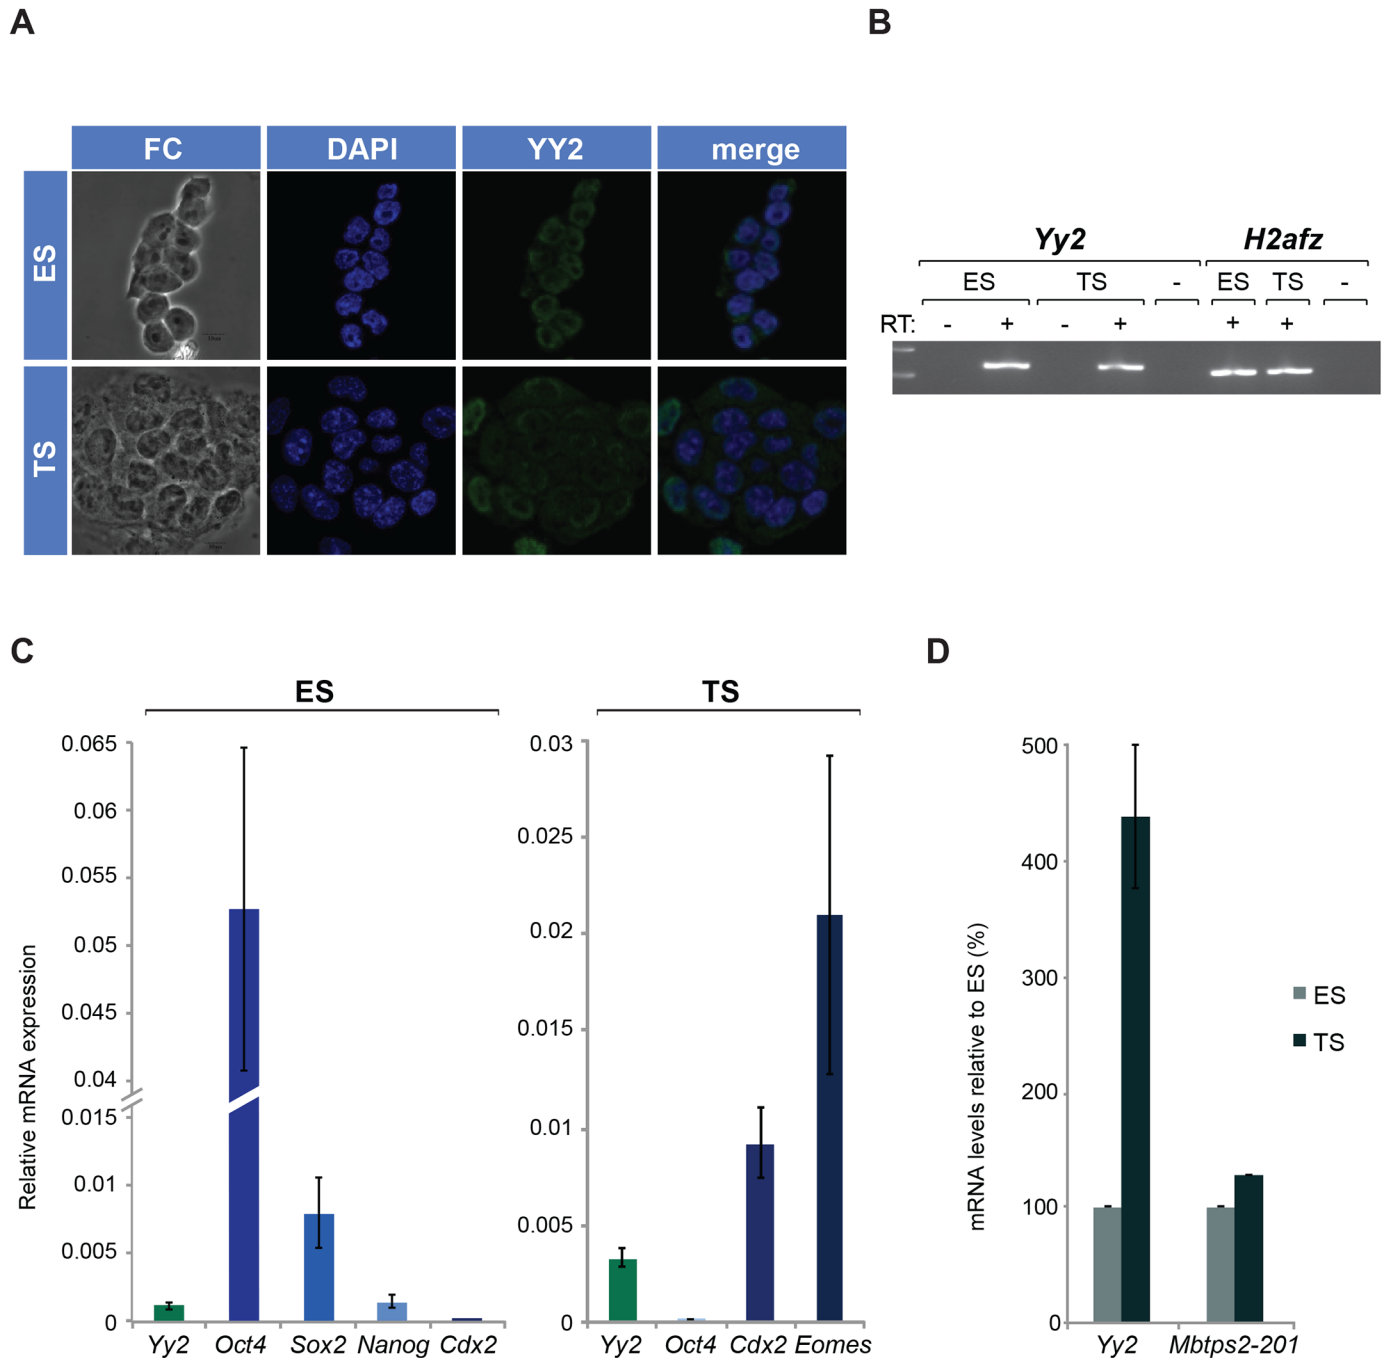 A
FC DAPI YY2 merge
ES
TS
B
Yy2 H2afz
ES TS - ES TS -
RT: - + - + + +
C
ES TS
Relative mRNA expression
0.065
0.06
0.055
0.05
0.045
0.04
0.015
0.01
0.005
0
Yy2 Oct4 Sox2 Nanog Cdx2
0.03
0.025
0.02
0.015
0.01
0.005
0
Yy2 Oct4 Cdx2 Eomes
D
mRNA levels relative to ES (%)
500
400
300
200
100
0
Yy2 Mbtps2-201
ES
TS